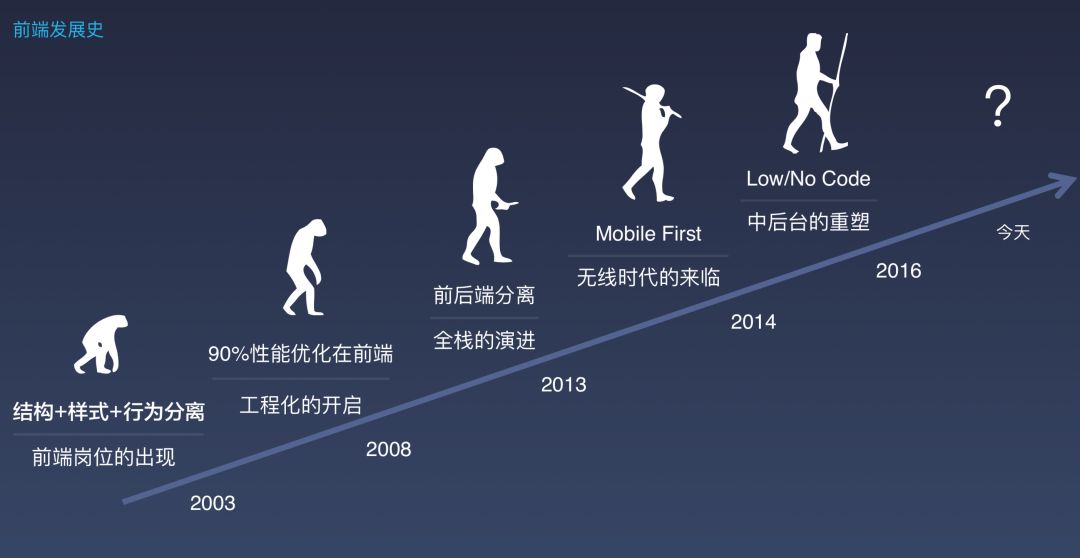 前端发展史
结构+样式+行为分离
前端岗位的出现
2003
90%性能优化在前端
工程化的开启
2008
前后端分离
全栈的演进
2013
Mobile First
无线时代的来临
2014
Low/No Code
中后台的重塑
2016
?
今天